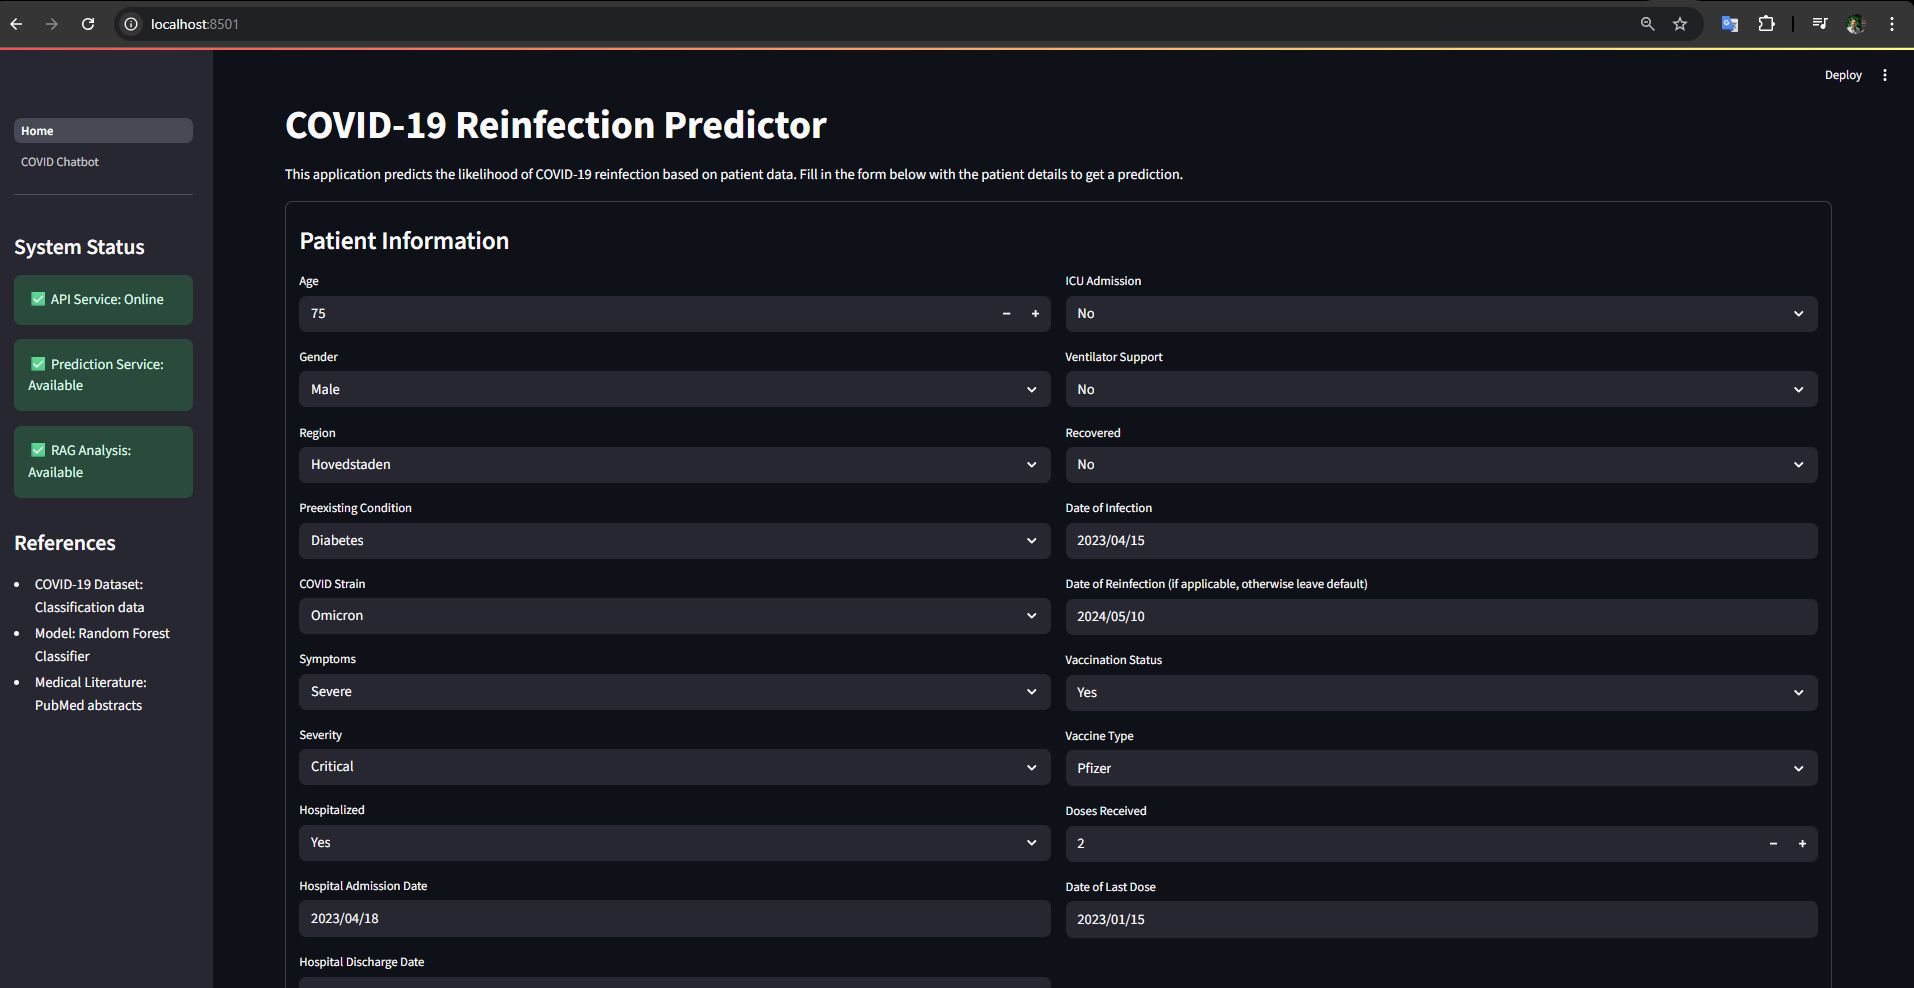 localhost:8501
Deploy
Home
COVID Chatbot
System Status
API Service: Online
Prediction Service:
Available
RAG Analysis:
Available
References
COVID-19 Dataset:
Classification data
Model: Random Forest
Classifier
Medical Literature:
PubMed abstracts
COVID-19 Reinfection Predictor
This application predicts the likelihood of COVID-19 reinfection based on patient data. Fill in the form below with the patient details to get a prediction.
Patient Information
Age
75
Gender
Male
Region
Hovedstaden
Preexisting Condition
Diabetes
COVID Strain
Omicron
Symptoms
Severe
Severity
Critical
Hospitalized
Yes
Hospital Admission Date
2023/04/18
Hospital Discharge Date
ICU Admission
No
Ventilator Support
No
Recovered
No
Date of Infection
2023/04/15
Date of Reinfection (if applicable, otherwise leave default)
2024/05/10
Vaccination Status
Yes
Vaccine Type
Pfizer
Doses Received
2
Date of Last Dose
2023/01/15